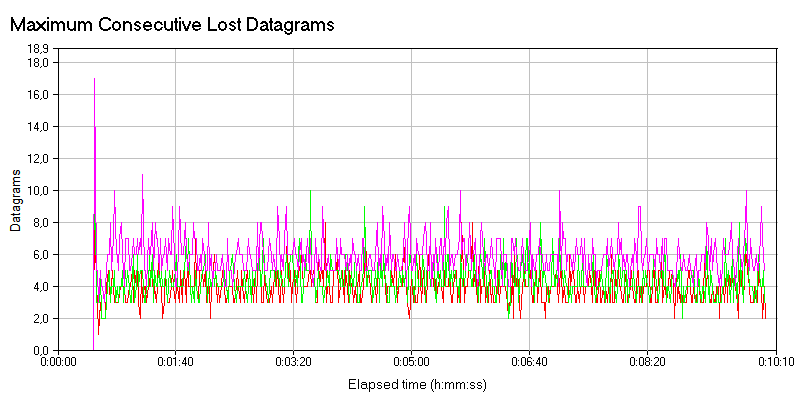 Maximum Consecutive Lost Datagrams
18,9
18,0
16,0
14,0
12,0
10,0
8,0
6,0
4,0
2,0
0,0
Datagrams
0:00:00 0:01:40 0:03:20 0:05:00 0:06:40 0:08:20 0:10:10
Elapsed time (h:mm:ss)